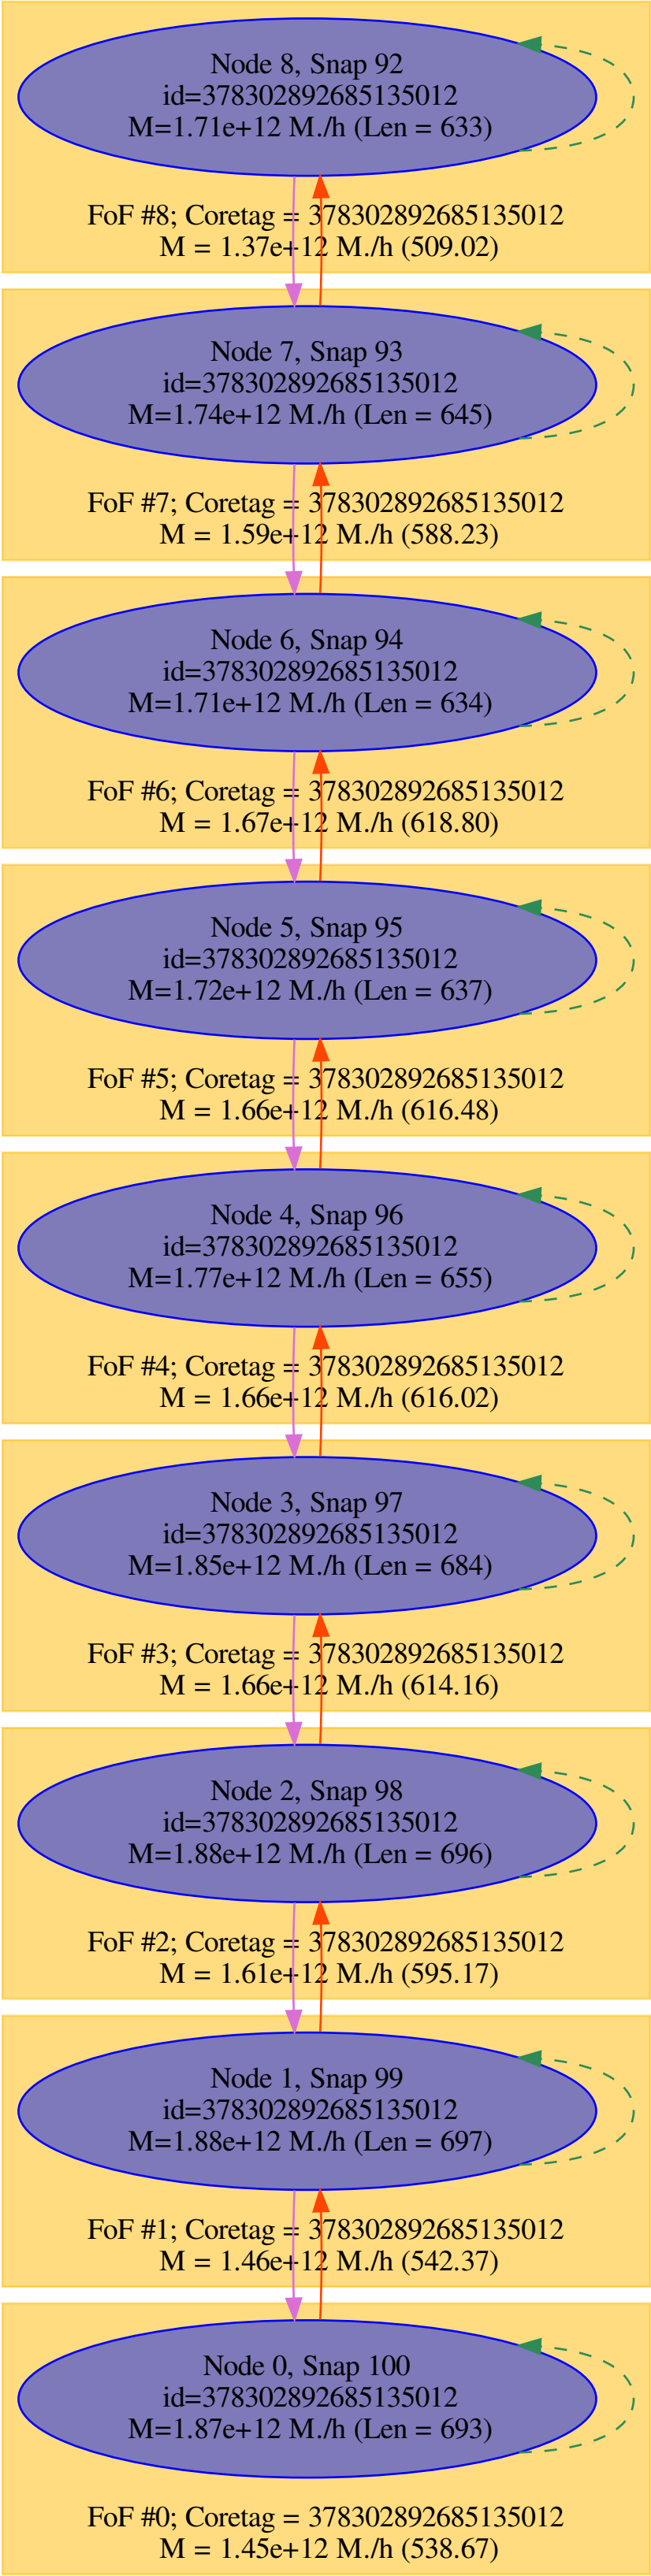 Node 8, Snap 92
id=378302892685135012
M=1.71e+12 M./h (Len = 633)
FoF #8; Coretag = 378302892685135012
M = 1.37e+12 M./h (509.02)
Node 7, Snap 93
id=378302892685135012
M=1.74e+12 M./h (Len = 645)
FoF #7; Coretag = 378302892685135012
M = 1.59e+12 M./h (588.23)
Node 6, Snap 94
id=378302892685135012
M=1.71e+12 M./h (Len = 634)
FoF #6; Coretag = 378302892685135012
M = 1.67e+12 M./h (618.80)
Node 5, Snap 95
id=378302892685135012
M=1.72e+12 M./h (Len = 637)
FoF #5; Coretag = 378302892685135012
M = 1.66e+12 M./h (616.48)
Node 4, Snap 96
id=378302892685135012
M=1.77e+12 M./h (Len = 655)
FoF #4; Coretag = 378302892685135012
M = 1.66e+12 M./h (616.02)
Node 3, Snap 97
id=378302892685135012
M=1.85e+12 M./h (Len = 684)
FoF #3; Coretag = 378302892685135012
M = 1.66e+12 M./h (614.16)
Node 2, Snap 98
id=378302892685135012
M=1.88e+12 M./h (Len = 696)
FoF #2; Coretag = 378302892685135012
M = 1.61e+12 M./h (595.17)
Node 1, Snap 99
id=378302892685135012
M=1.88e+12 M./h (Len = 697)
FoF #1; Coretag = 378302892685135012
M = 1.46e+12 M./h (542.37)
Node 0, Snap 100
id=378302892685135012
M=1.87e+12 M./h (Len = 693)
FoF #0; Coretag = 378302892685135012
M = 1.45e+12 M./h (538.67)